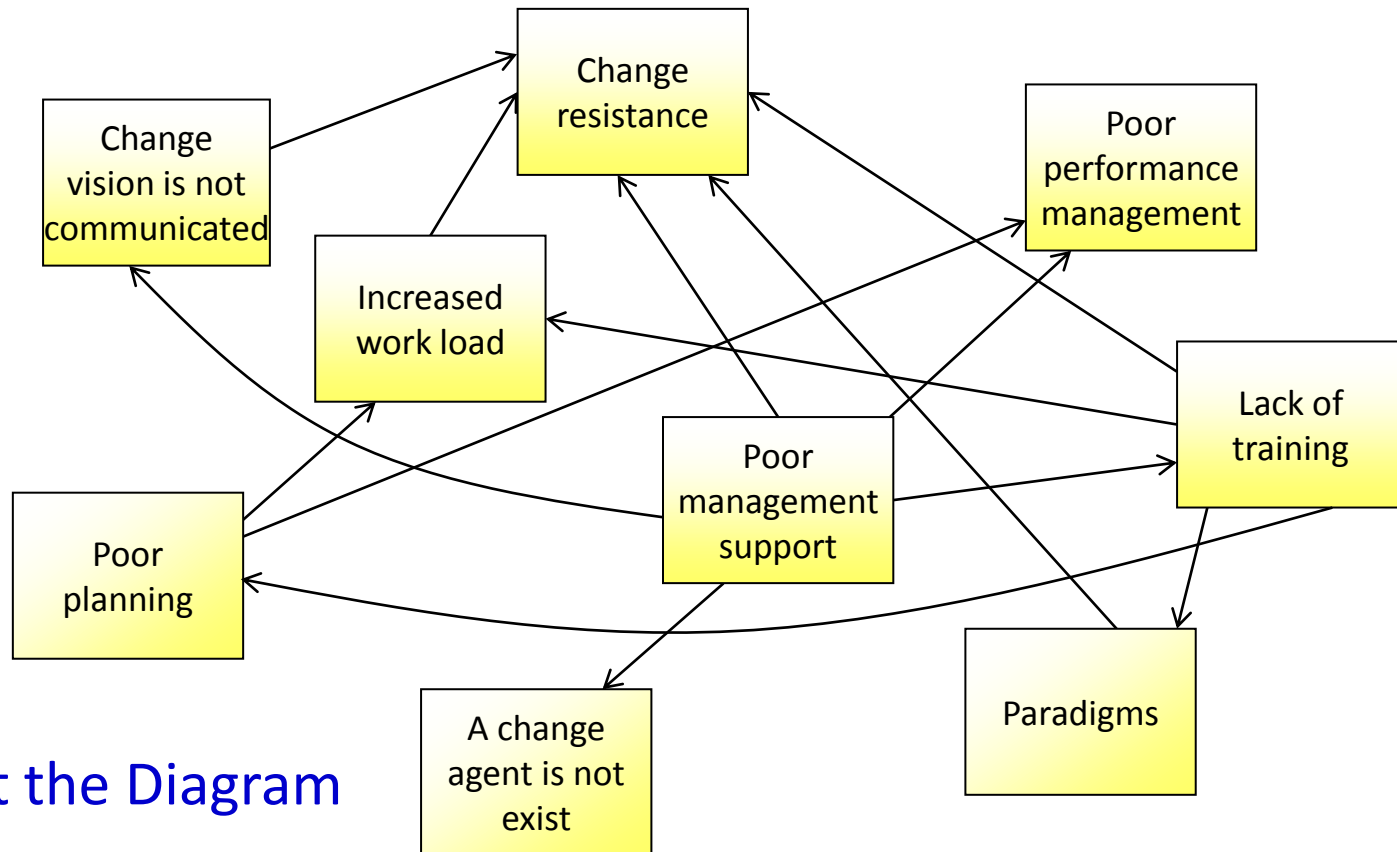 Change
resistance
Change
vision is not
communicated
Poor
performance
management
Increased
work load
Lack of
training
Poor
management
support
Poor
planning
Paradigms
A change
agent is not
exist
t the Diagram